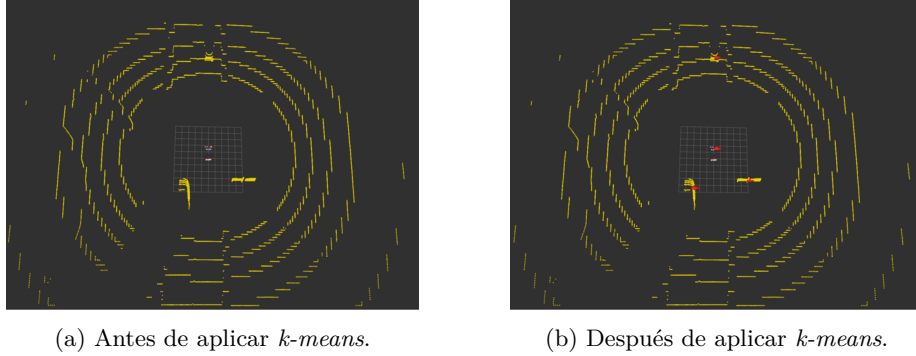 (a) Antes de aplicar k-means.
(b) Después de aplicar k-means.